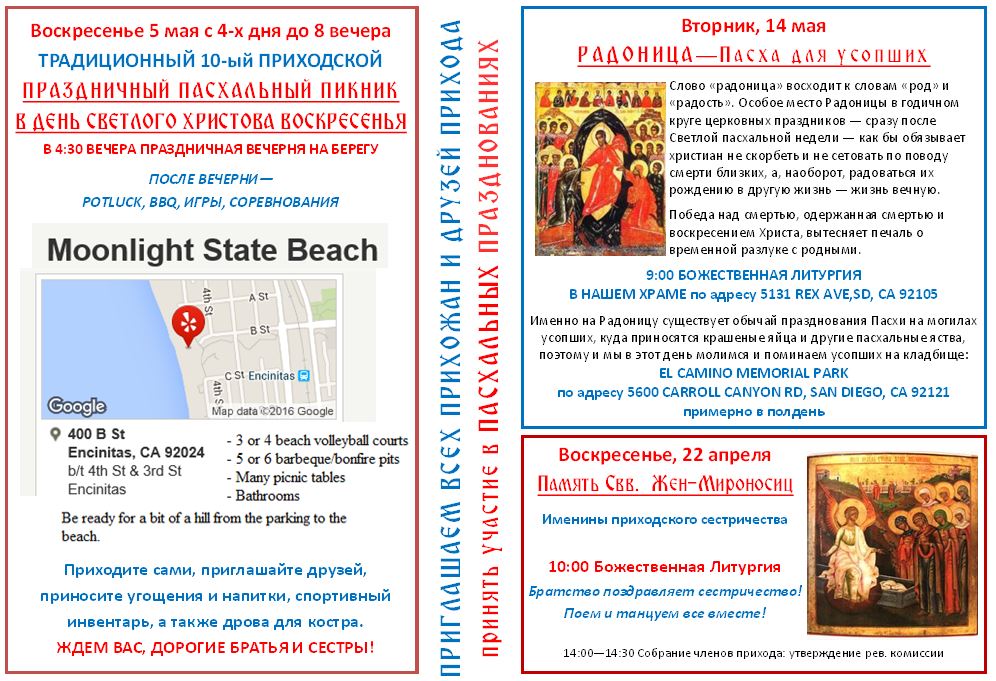 Воскресенье 5 мая с 4-х дня до 8 вечера
ТРАДИЦИОННЫЙ 10-ый ПРИХОДСКОЙ
ПРАЗДНИЧНЫЙ ПАСХАЛЬНЫЙ ПИКНИК
В ДЕНЬ СВЕТЛОГО ХРИСТОВА ВОСКРЕСЕНЬЯ
В 4:30 ВЕЧЕРА ПРАЗДНИЧНАЯ ВЕЧЕРНЯ НА БЕРЕГУ
ПОСЛЕ ВЕЧЕРНИ—
POTLUCK, BBQ, ИГРЫ, СОРЕВНОВАНИЯ
Moonlight State Beach
4th St
4th St
A St
B St
C St Encinitas
Google
Map data ©2016 Google
400 B St
Encinitas, CA 92024
b/t 4th St & 3rd St
Encinitas
- 3 or 4 beach volleyball courts
- 5 or 6 barbeque/bonfire pits
- Many picnic tables
- Bathrooms
Be ready for a bit of a hill from the parking to the
beach.
Приходите сами, приглашайте друзей,
приносите угощения и напитки, спортивный
инвентарь, а также дрова для костра.
ЖДЕМ ВАС, ДОРОГИЕ БРАТЬЯ И СЕСТРЫ!
ПРИГЛАШАЕМ ВСЕХ ПРИХОЖАН И ДРУЗЕЙ ПРИХОДА
ПРИНЯТЬ УЧАСТИЕ В ПАСХАЛЬНЫХ ПРАЗДНОВАНИЯХ
Вторник, 14 мая
РАДОНИЦА—Пасха для усопших
Слово «радоница» восходит к словам «род» и
«радость». Особое место Радоницы в годичном
круге церковных праздников — сразу после
Светлой пасхальной недели — как бы обязывает
христиан не скорбеть и не сетовать по поводу
смерти близких, а, наоборот, радоваться их
рождению в другую жизнь — жизнь вечную.
Победа над смертью, одержанная смертью и
воскресением Христа, вытесняет печаль о
временной разлуке с родными.
9:00 БОЖЕСТВЕННАЯ ЛИТУРГИЯ
В НАШЕМ ХРАМЕ по адресу 5131 REX AVE,SD, CA 92105
Именно на Радоницу существует обычай празднования Пасхи на могилах
усопших, куда приносятся крашеные яйца и другие пасхальные яства,
поэтому и мы в этот день молимся и поминаем усопших на кладбище:
EL CAMINO MEMORIAL PARK
по адресу 5600 CARROLL CANYON RD, SAN DIEGO, CA 92121
примерно в полдень
Воскресенье, 22 апреля
Память Свв. Жен-Мироносиц
Именины приходского сестричества
10:00 Божественная Литургия
Братство поздравляет сестричество!
Поем и танцуем все вместе!
14:00—14:30 Собрание членов прихода: утверждение рев. комиссии